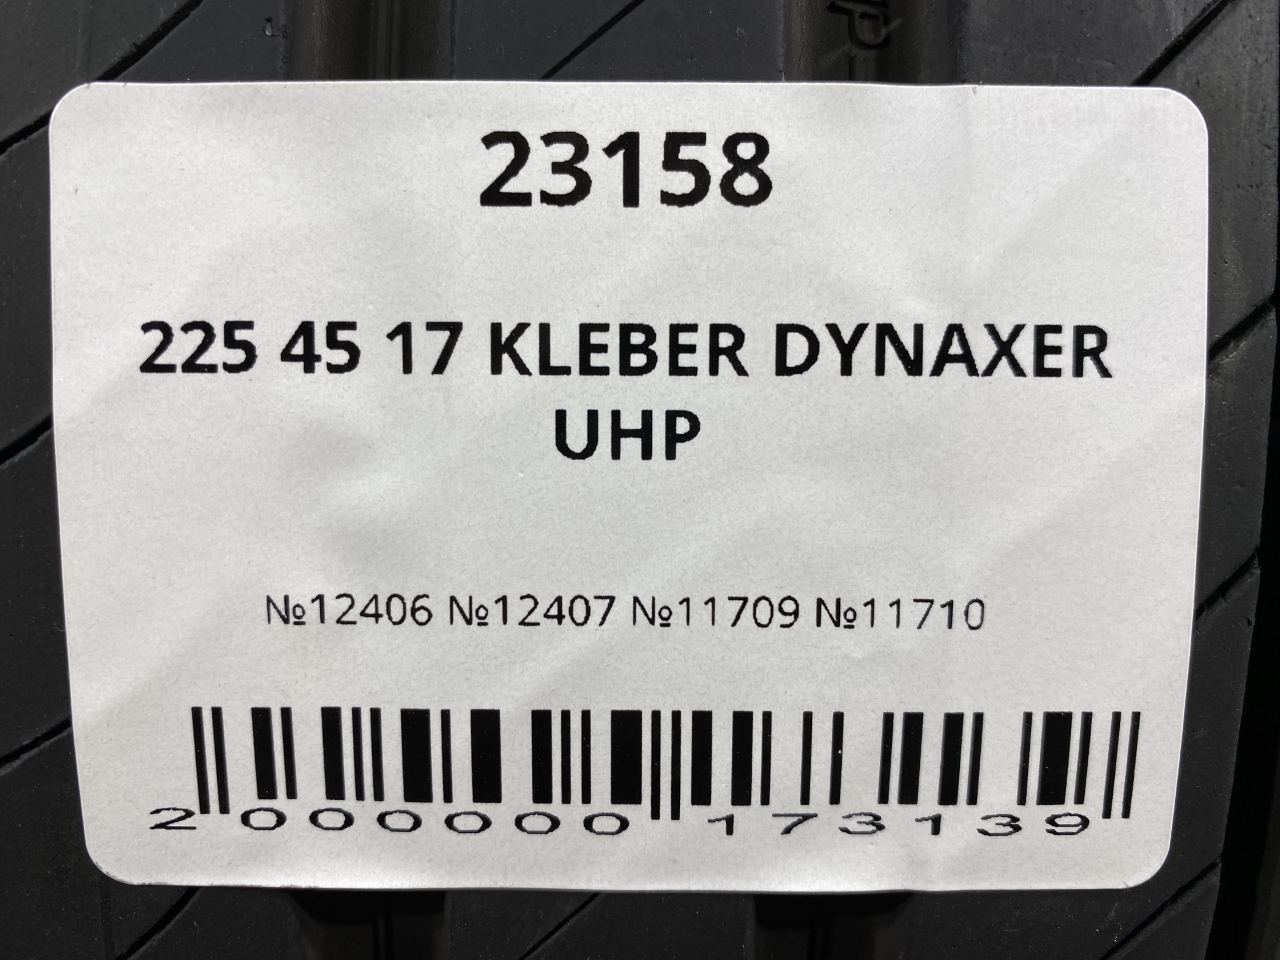 23158
225 45 17 KLEBER DYNAXER
UHP
№12406 №12407 №11709 №11710
2 000000 173139